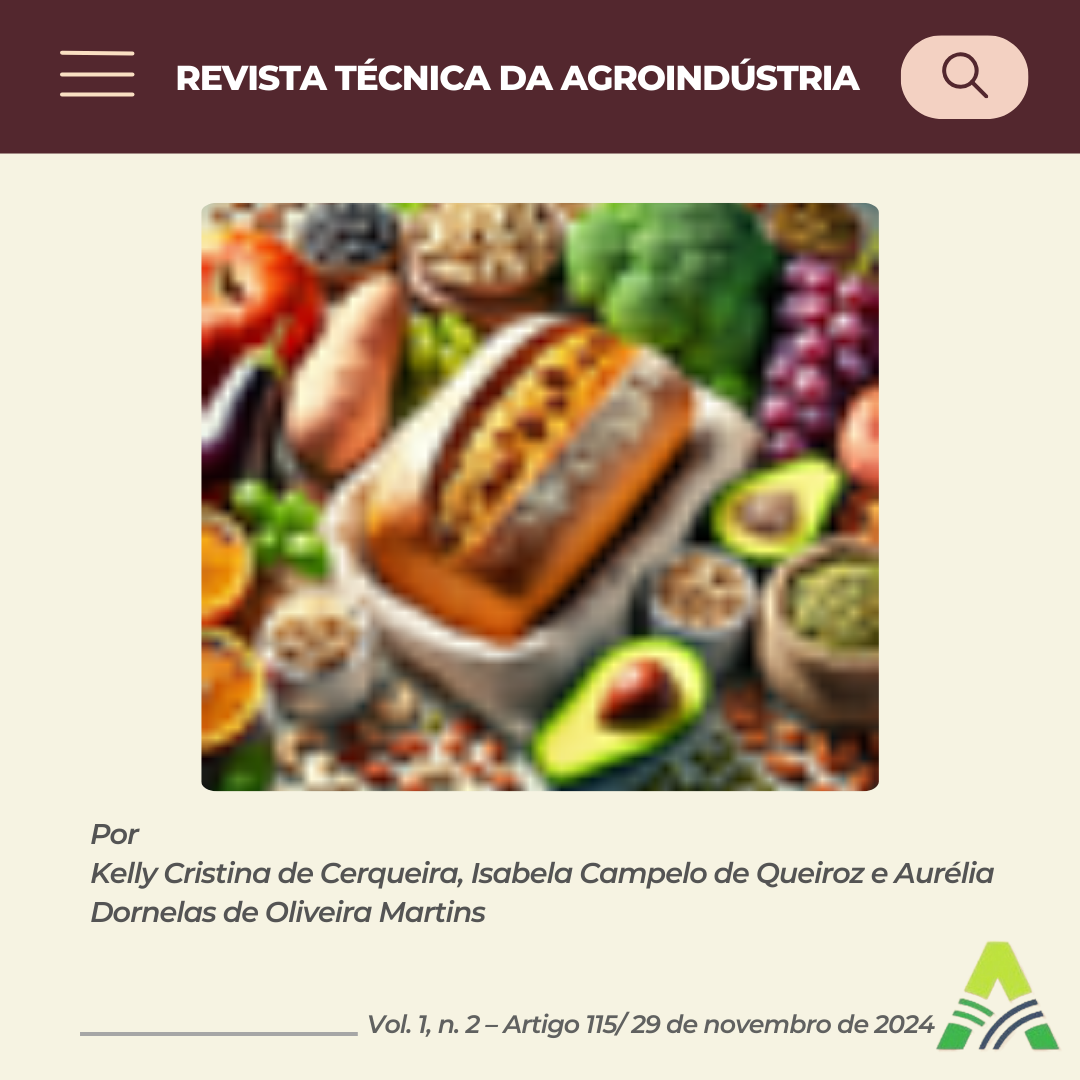 REVISTA TÉCNICA DA AGROINDÚSTRIA
Por
Kelly Cristina de Cerqueira, Isabela Campelo de Queiroz e Aurélia
Dornelas de Oliveira Martins
Vol. 1, n. 2 – Artigo 115/ 29 de novembro de 2024